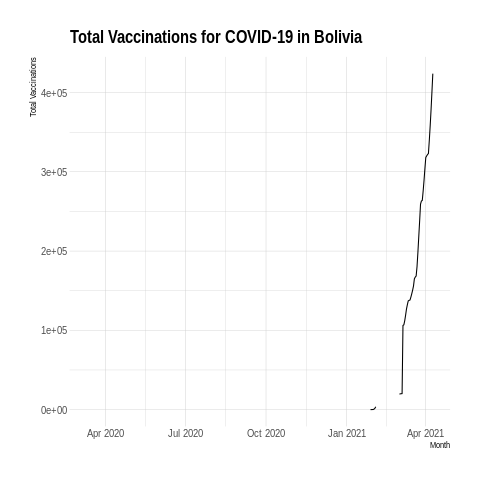 Total Vaccinations for COVID-19 in Bolivia
Total Vaccinations
4e+05
3e+05
2e+05
1e+05
0e+00
Apr 2020 Jul 2020 Oct 2020 Jan 2021 Apr 2021
Month